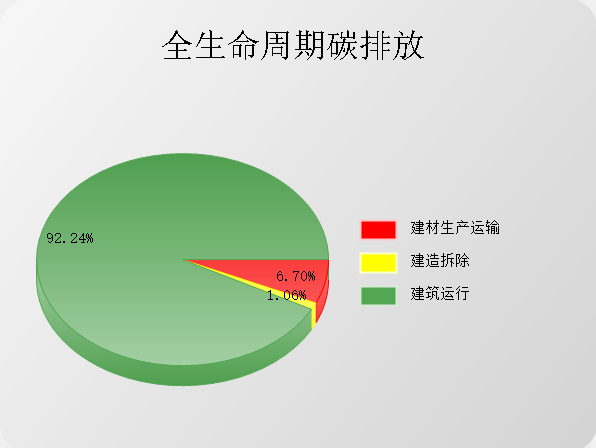 全生命周期碳排放
92.24%
6.70%
1.06%
建材生产运输
建造拆除
建筑运行